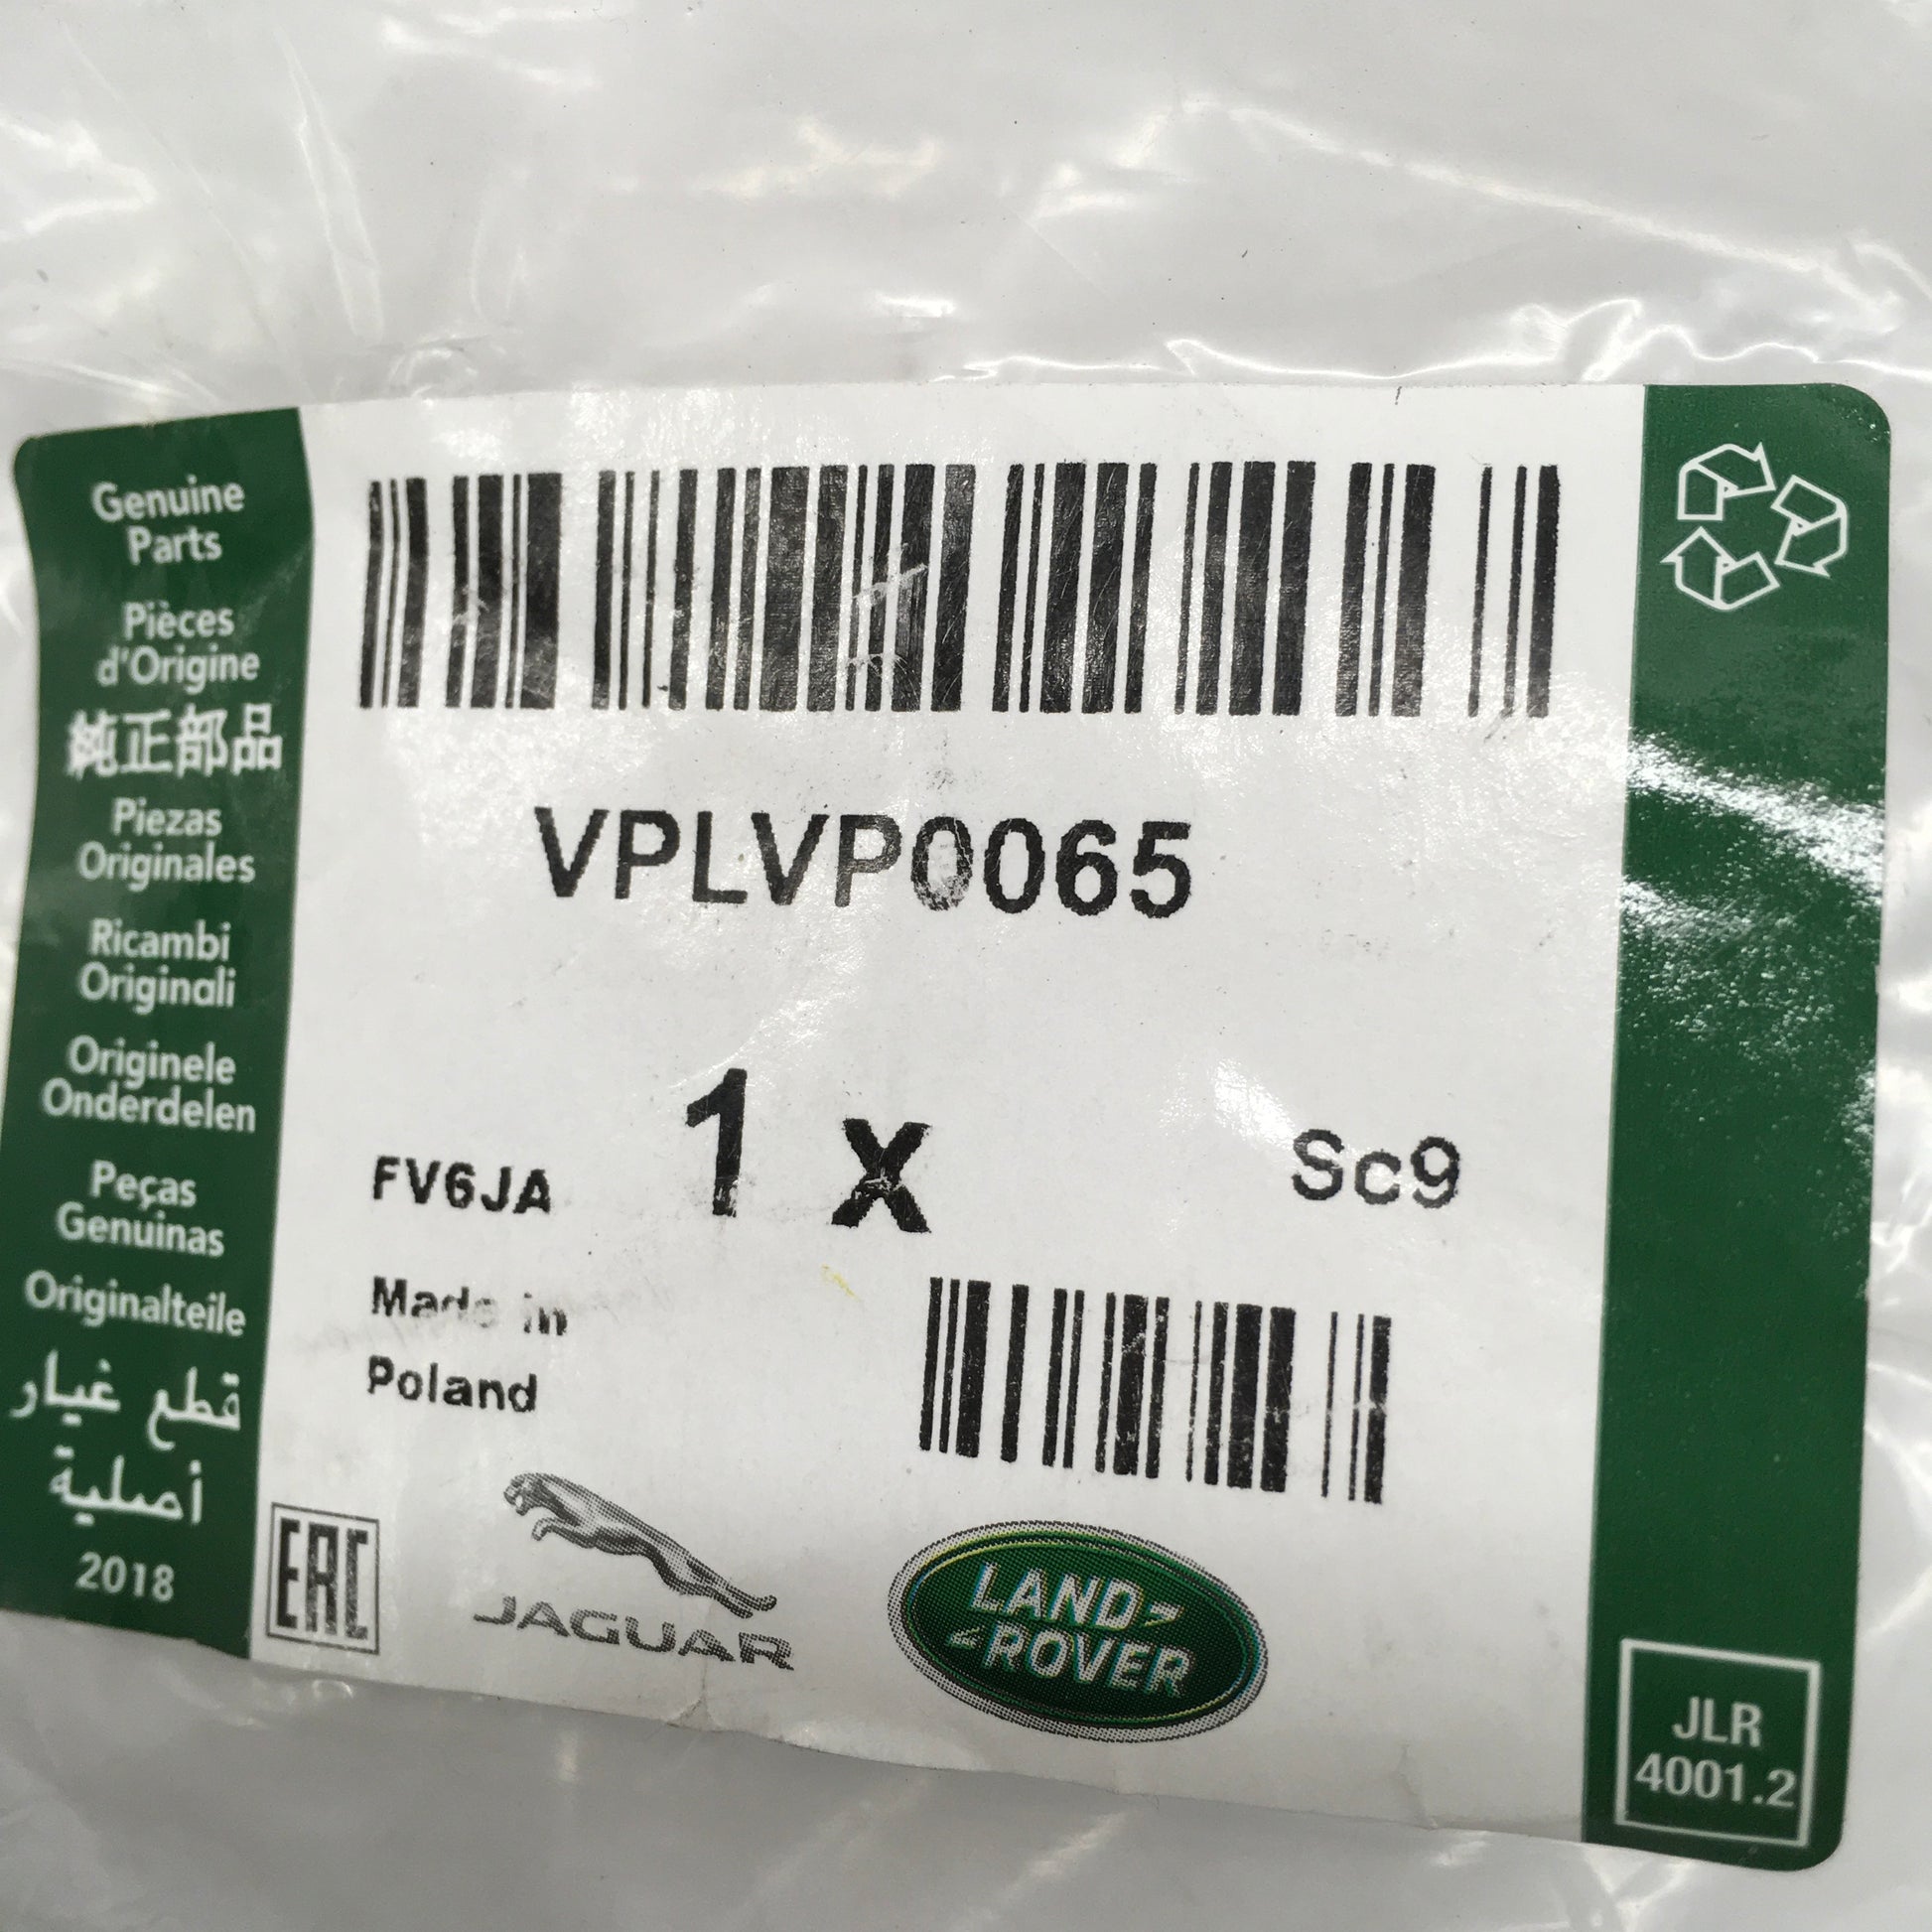 Genuine
Parts
Pièces
d'Origine
純正部品
Piezas
Originales
Ricambi
Originali
Originele
Onderdelen
Peças
Genuinas
Originalteile
قطع غيار
أصلية
2018
VPLVP0065
FV6JA
1 x
Sc9
Made in
Poland
EAC
JAGUAR
LAND
ROVER
JLR
4001.2